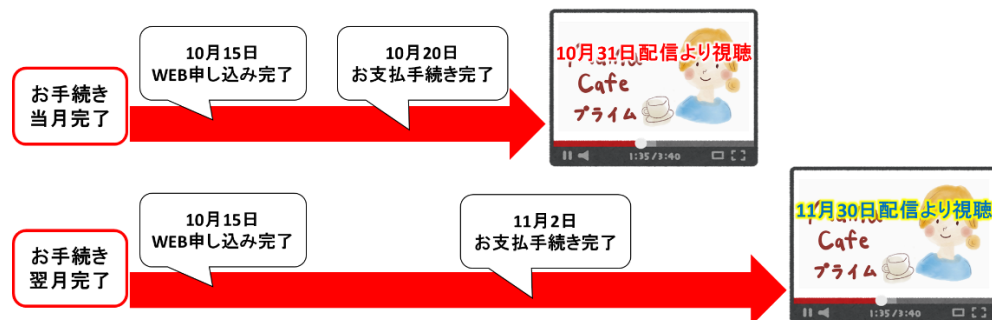 お手続き
当月完了
10月15日
WEB申し込み完了
10月20日
お支払手続き完了
10月31日配信より視聴
Cafe
プライム
1:35/3:40
お手続き
翌月完了
10月15日
WEB申し込み完了
11月2日
お支払手続き完了
11月30日配信より視聴
Cafe
プライム
1:35/3:40